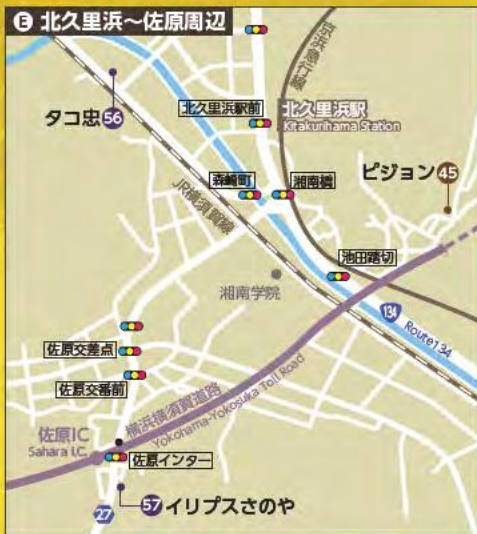 E 北久里浜～佐原周辺
京浜急行線
タコ忠 56
北久里浜駅前
北久里浜駅
Kitakurihama Station
ピジョン 45
森崎町
湘南橋
JR横須賀線
池田踏切
湘南学院
134
Route134
佐原交差点
佐原交番前
横浜横須賀道路
Yokohama-Yokosuka Toll Road
佐原IC
Sahara I.C.
佐原インター
57 イリプスさのや
27